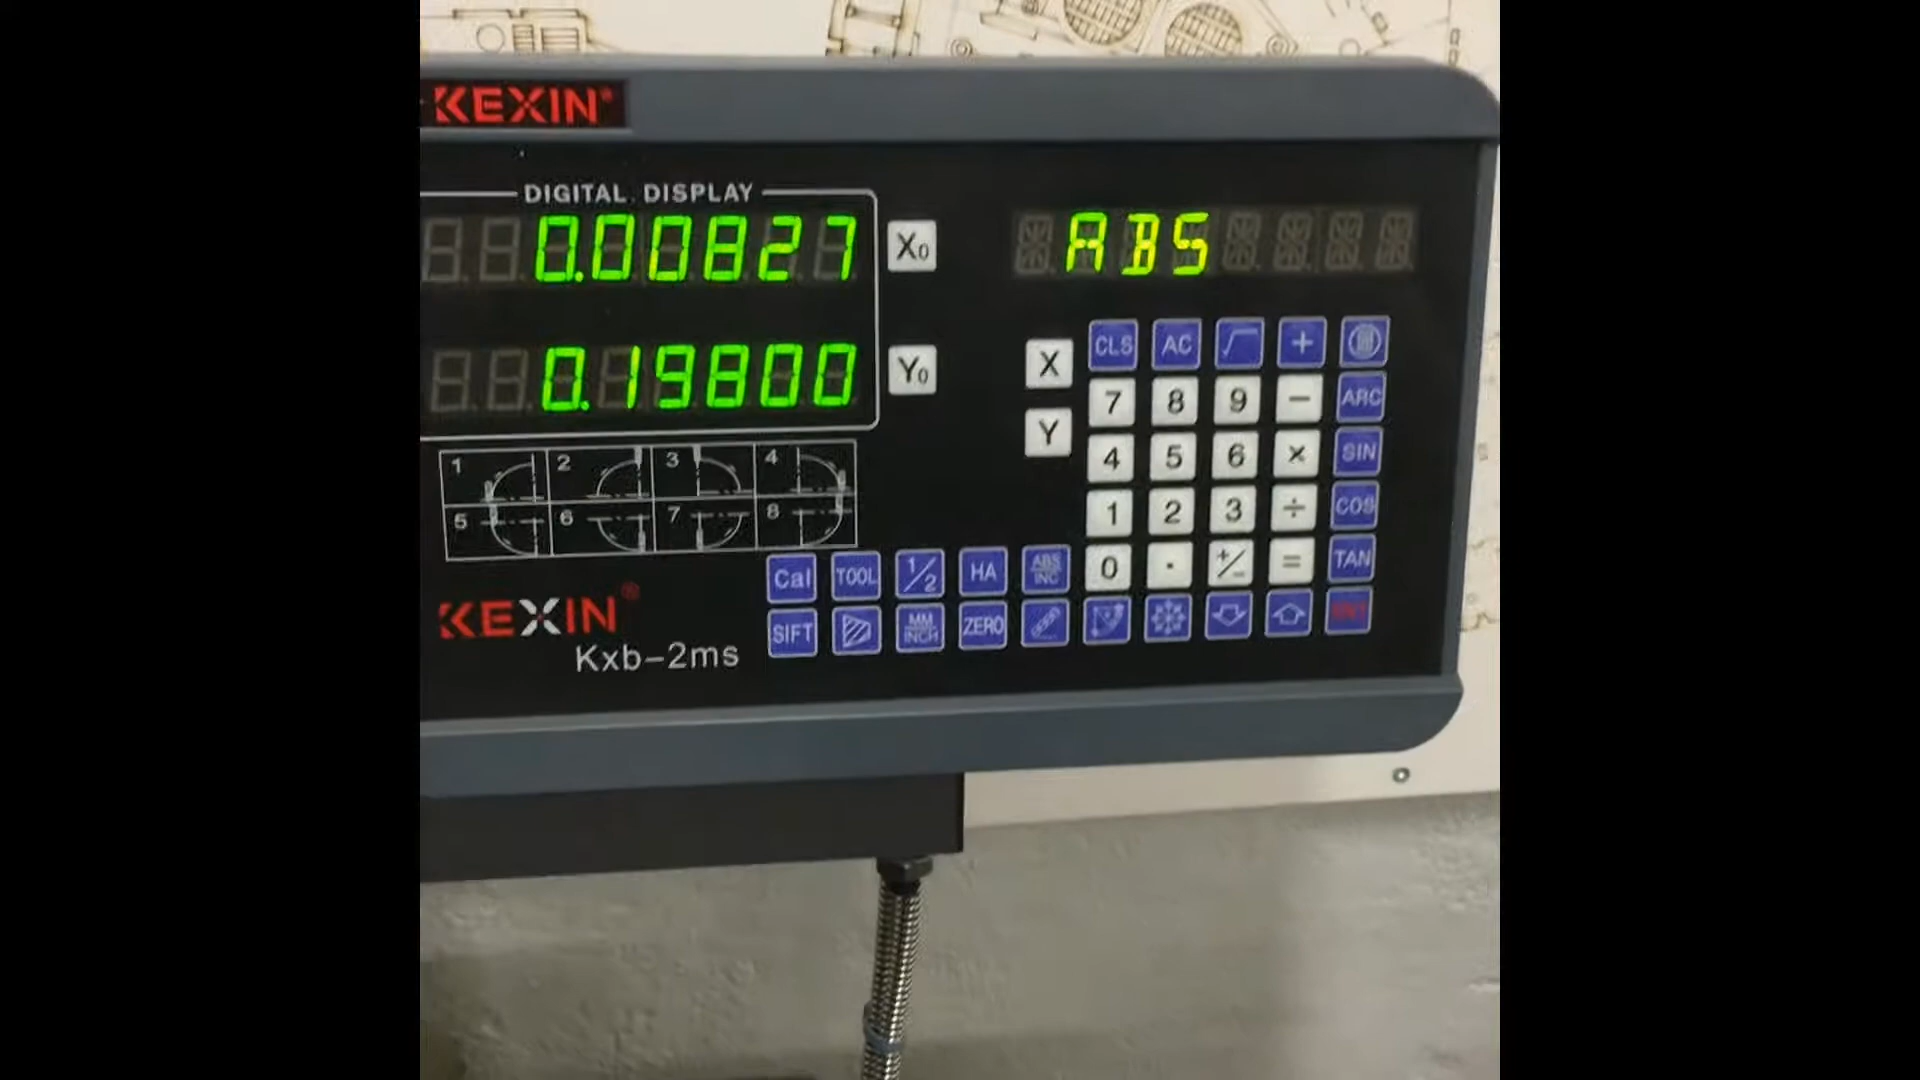 KEXIN®
DIGITAL DISPLAY
0.00827 X0
ABS
0.19800 Y0
X
Y
CLS AC + 
7 8 9 − ARC
4 5 6 × SIN
1 2 3 ÷ COS
0 . +/− = TAN
1 2 3 4
5 6 7 8
Cal TOOL 1/2 HA ABS/INC
SIFT MM/INCH ZERO
KEXIN®
Kxb-2ms